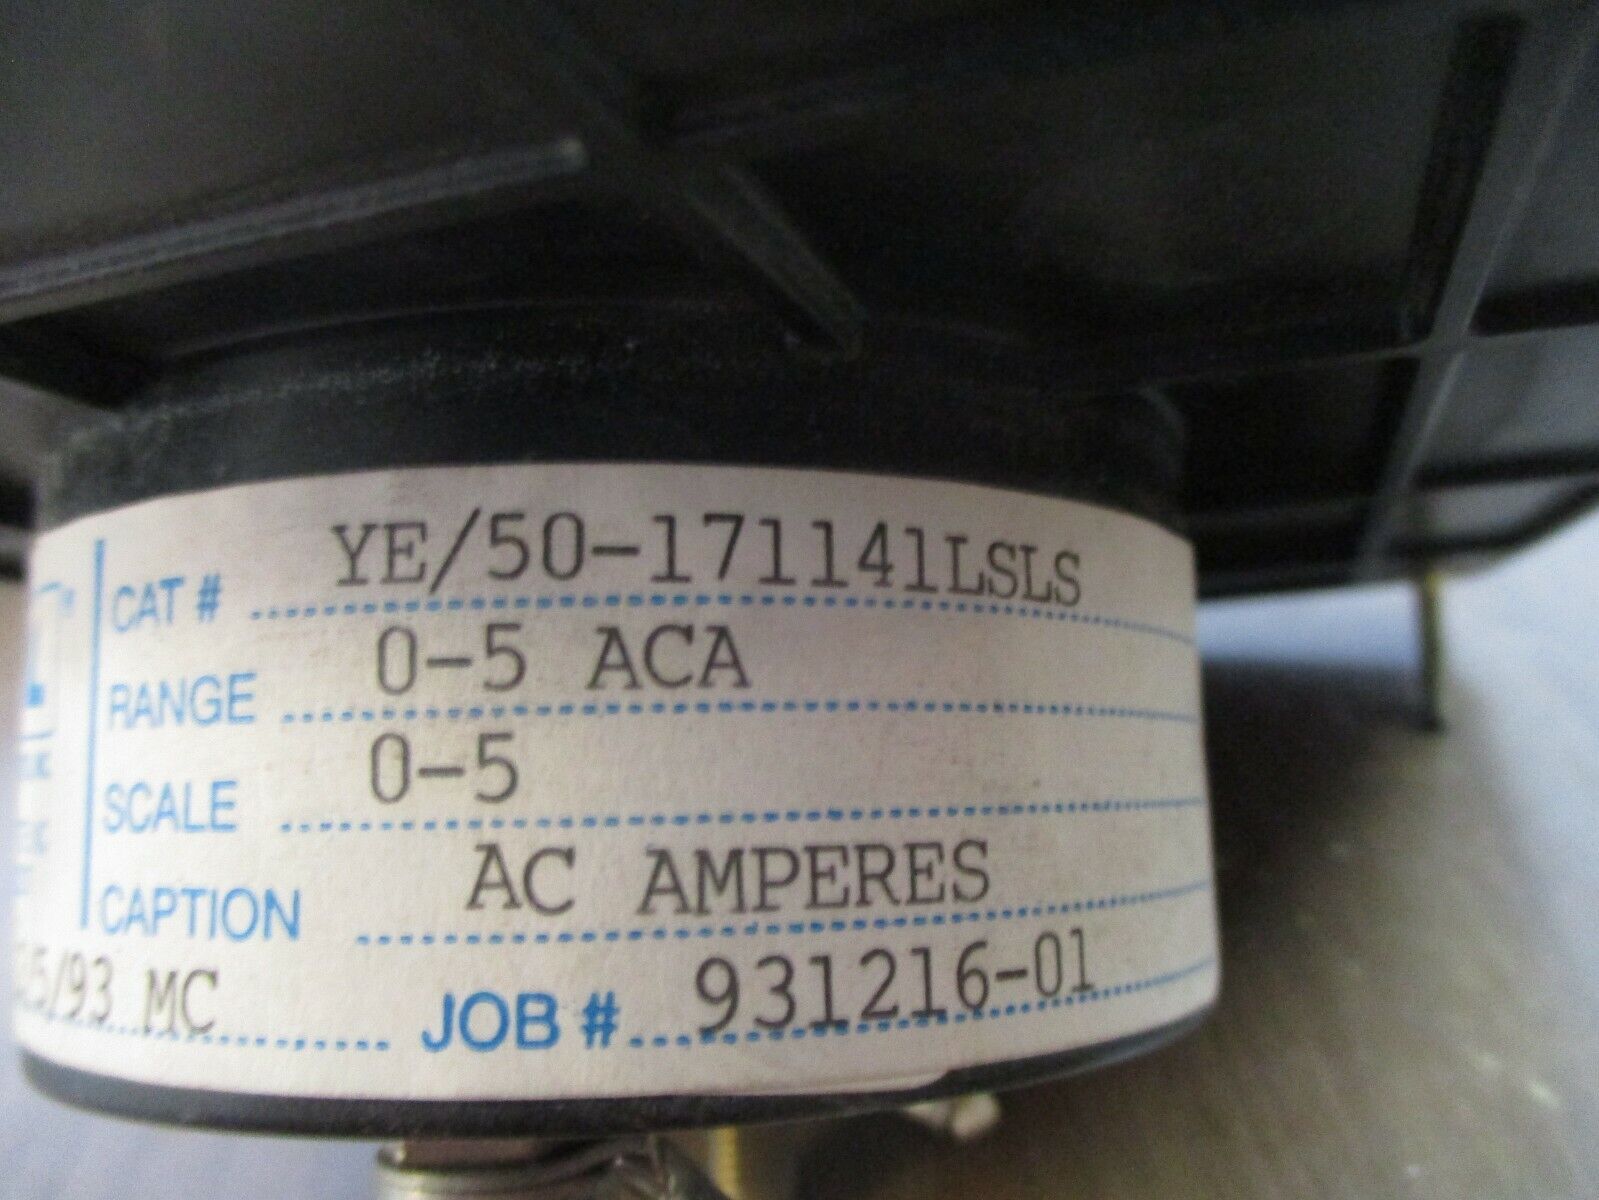 CAT # YE/50-171141LSLS
RANGE 0-5 ACA
SCALE 0-5
CAPTION AC AMPERES
5/93 MC JOB # 931216-01